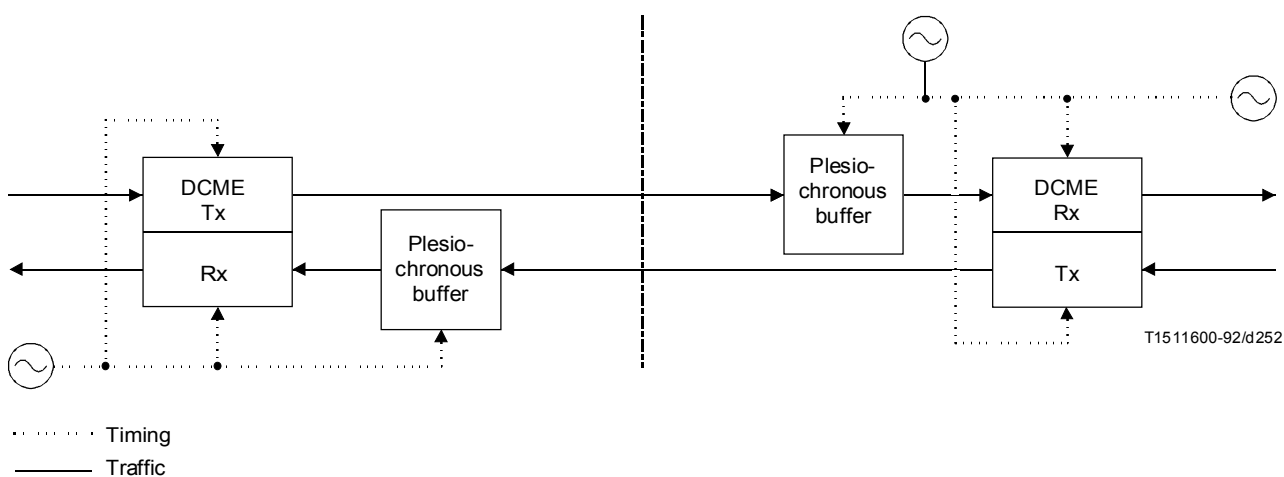 DCME
Tx
Rx
Plesio-
chronous
buffer
Plesio-
chronous
buffer
DCME
Rx
Tx
T1511600-92/d252
Timing
Traffic